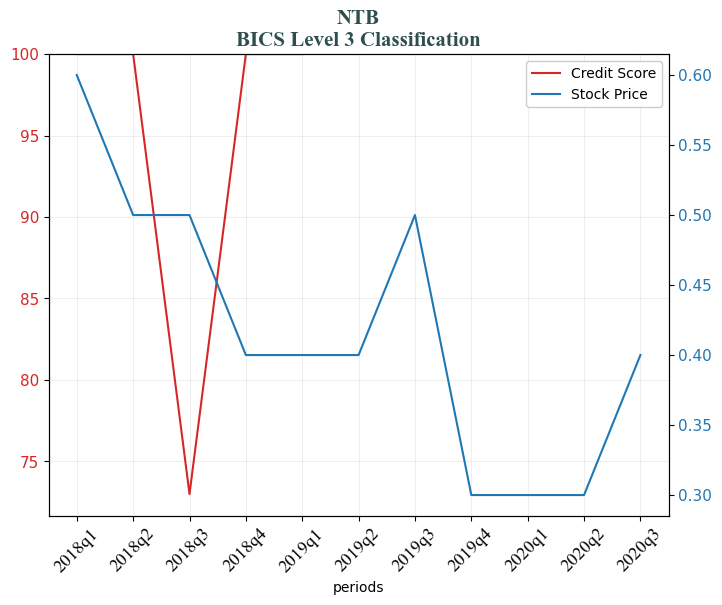 NTB
BICS Level 3 Classification
Credit Score
Stock Price
100
95
90
85
80
75
0.60
0.55
0.50
0.45
0.40
0.35
0.30
2018q1
2018q2
2018q3
2018q4
2019q1
2019q2
2019q3
2019q4
2020q1
2020q2
2020q3
periods